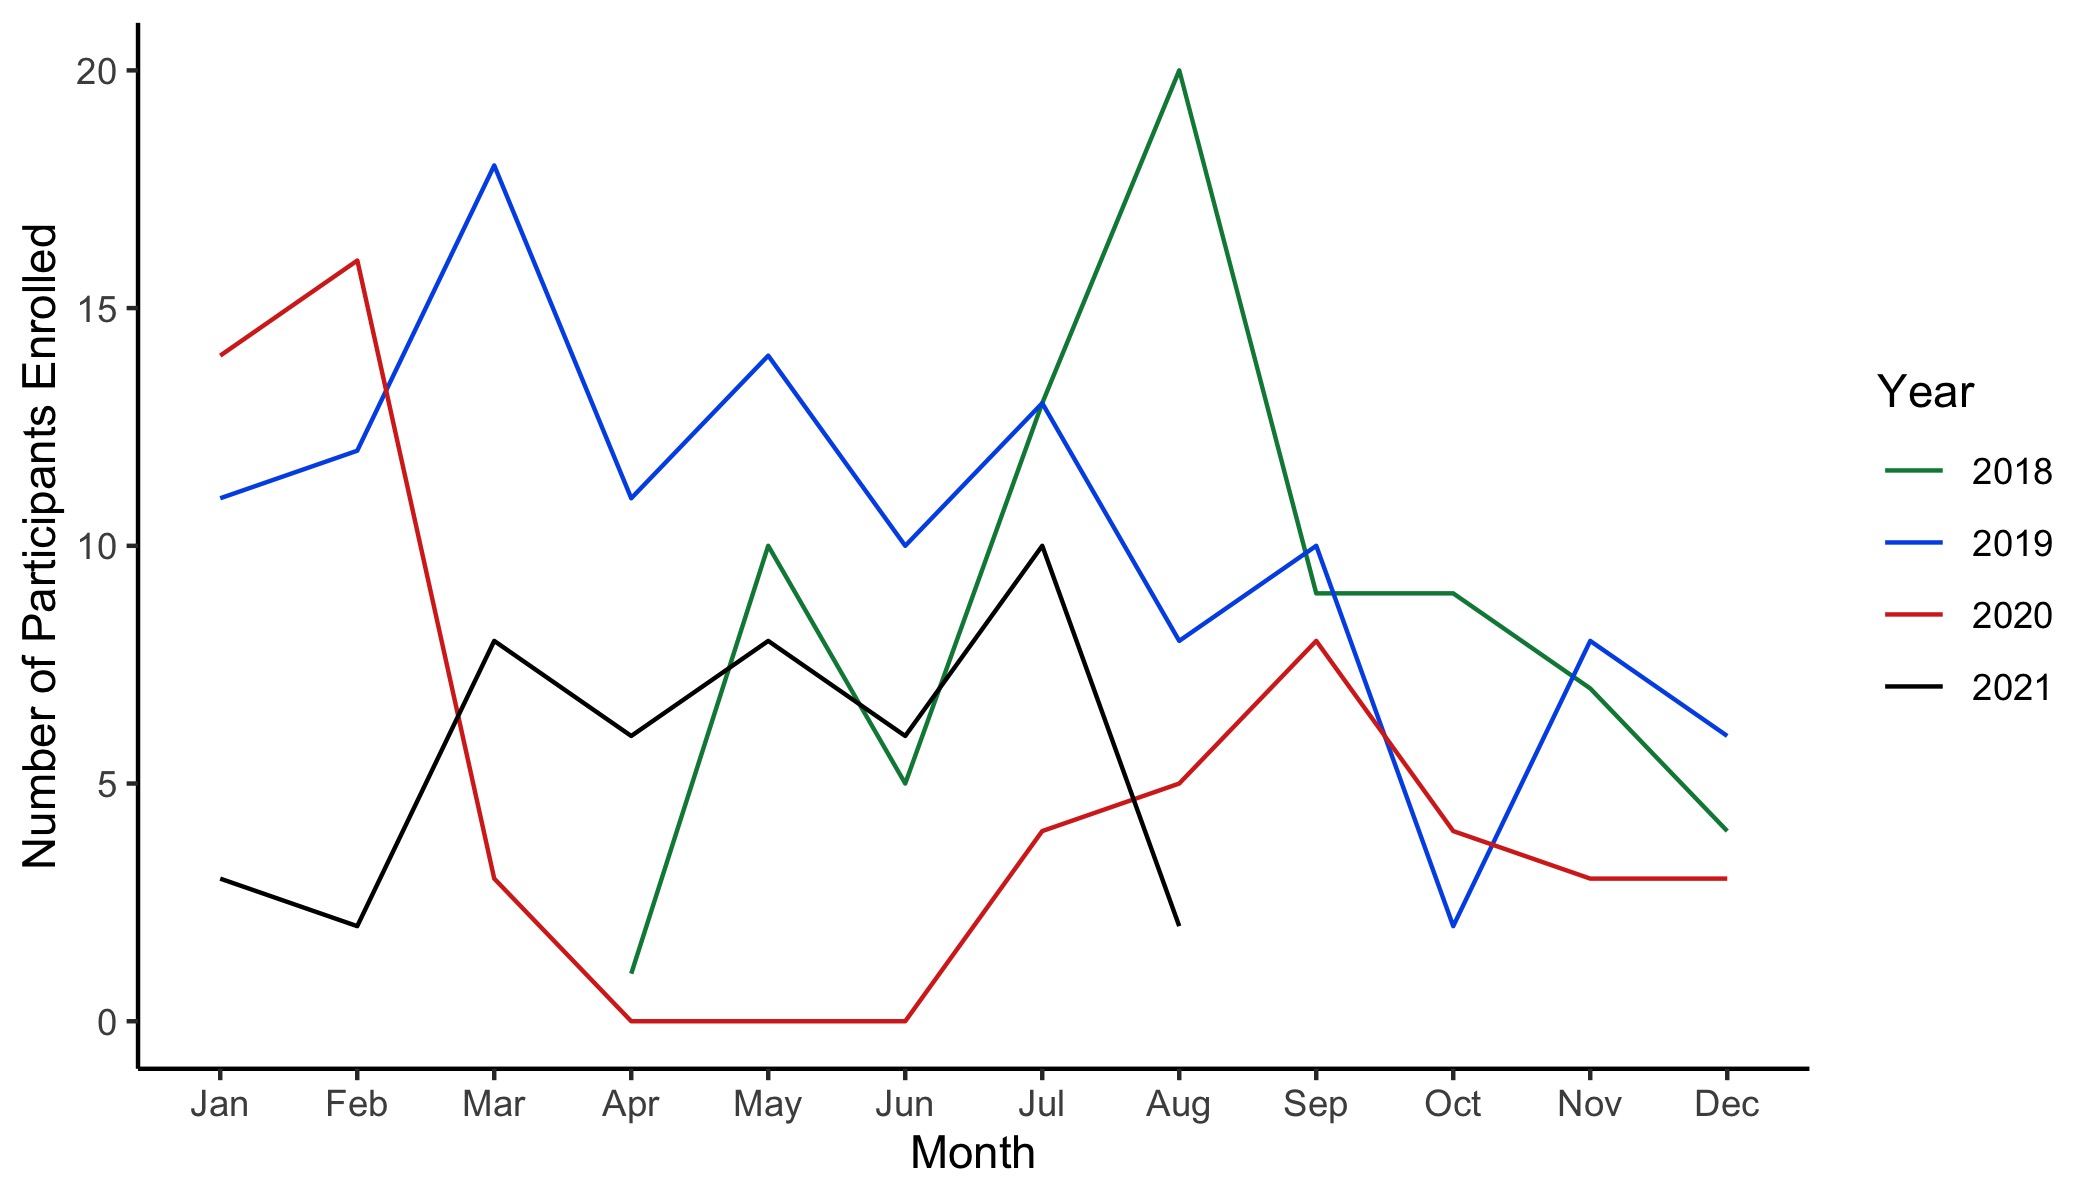 Number of Participants Enrolled
20
15
10
5
0
Jan Feb Mar Apr May Jun Jul Aug Sep Oct Nov Dec
Month
Year
2018
2019
2020
2021